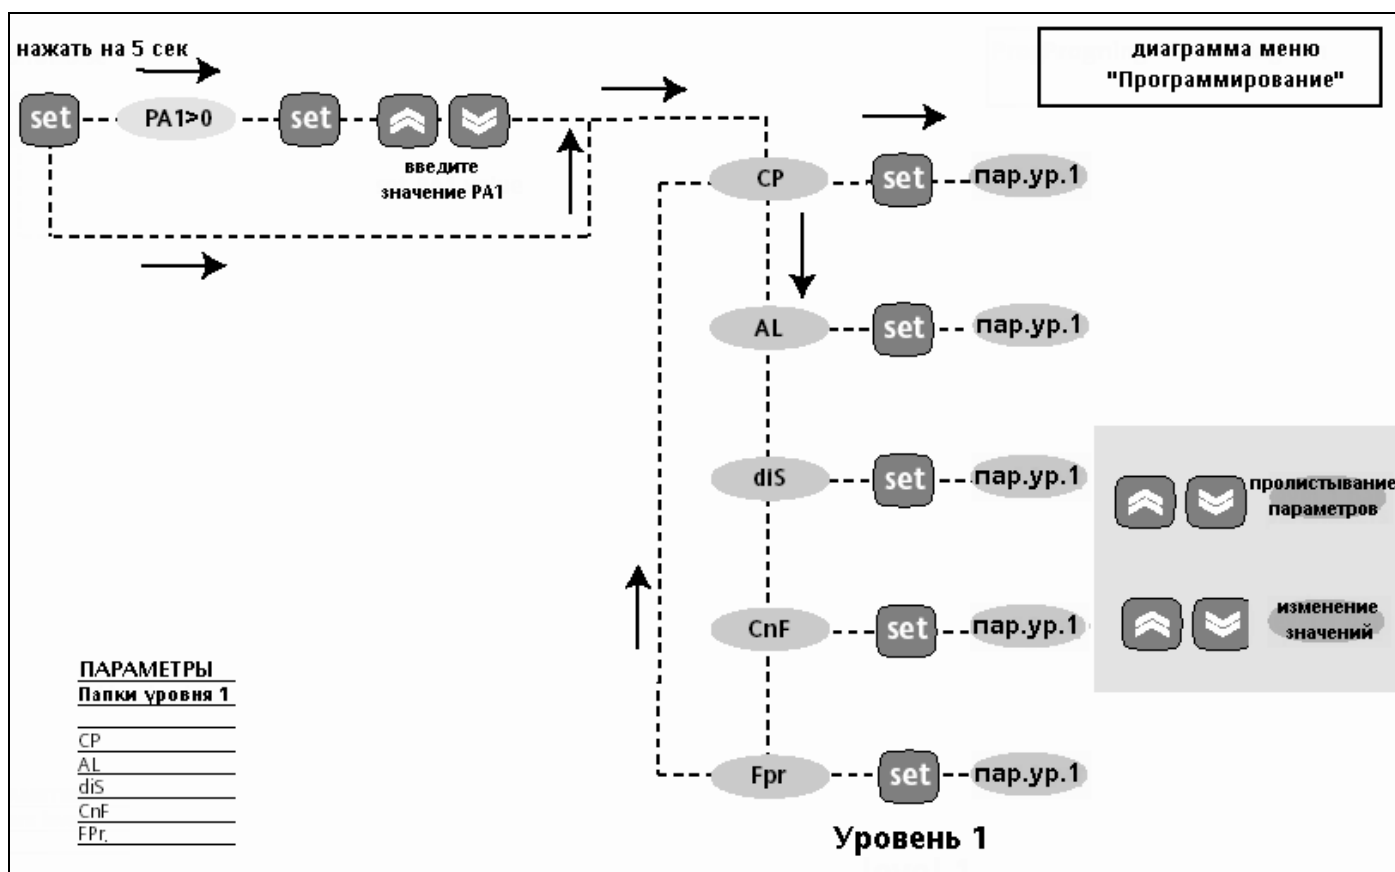 нажать на 5 сек
диаграмма меню
"Программирование"
set
PA1>0
set
введите
значение PA1
CP
set
пар.ур.1
AL
set
пар.ур.1
diS
set
пар.ур.1
пролистывание
параметров
CnF
set
пар.ур.1
изменение
значений
ПАРАМЕТРЫ
Папки уровня 1
CP
AL
diS
CnF
FPr.
Fpr
set
пар.ур.1
Уровень 1